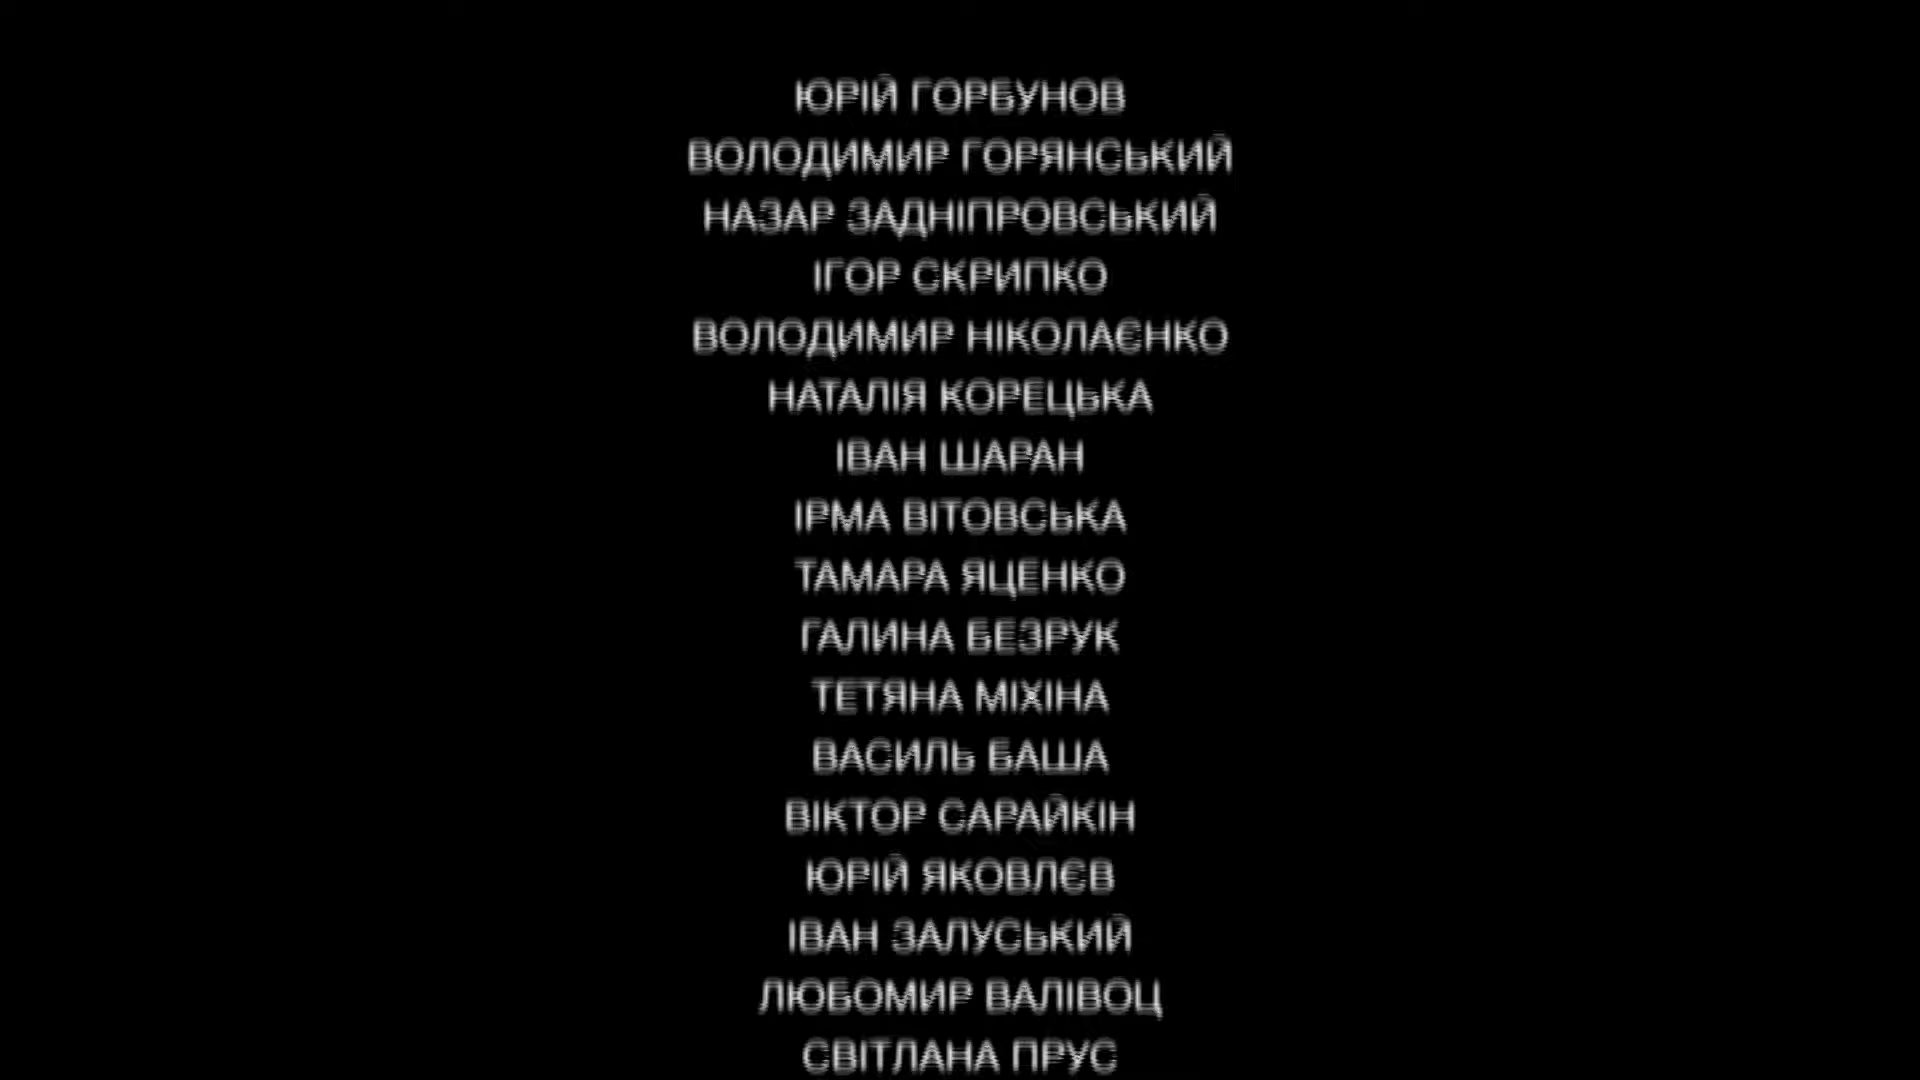 ЮРІЙ ГОРБУНОВ
ВОЛОДИМИР ГОРЯНСЬКИЙ
НАЗАР ЗАДНІПРОВСЬКИЙ
ІГОР СКРИПКО
ВОЛОДИМИР НІКОЛАЄНКО
НАТАЛІЯ КОРЕЦЬКА
ІВАН ШАРАН
ІРМА ВІТОВСЬКА
ТАМАРА ЯЦЕНКО
ГАЛИНА БЕЗРУК
ТЕТЯНА МІХІНА
ВАСИЛЬ БАША
ВІКТОР САРАЙКІН
ЮРІЙ ЯКОВЛЄВ
ІВАН ЗАЛУСЬКИЙ
ЛЮБОМИР ВАЛІВОЦ
СВІТЛАНА ПРУС